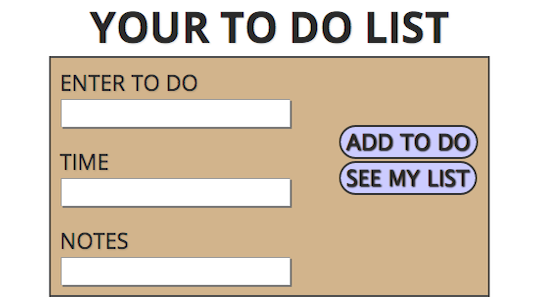 YOUR TO DO LIST
ENTER TO DO
TIME
NOTES
ADD TO DO
SEE MY LIST